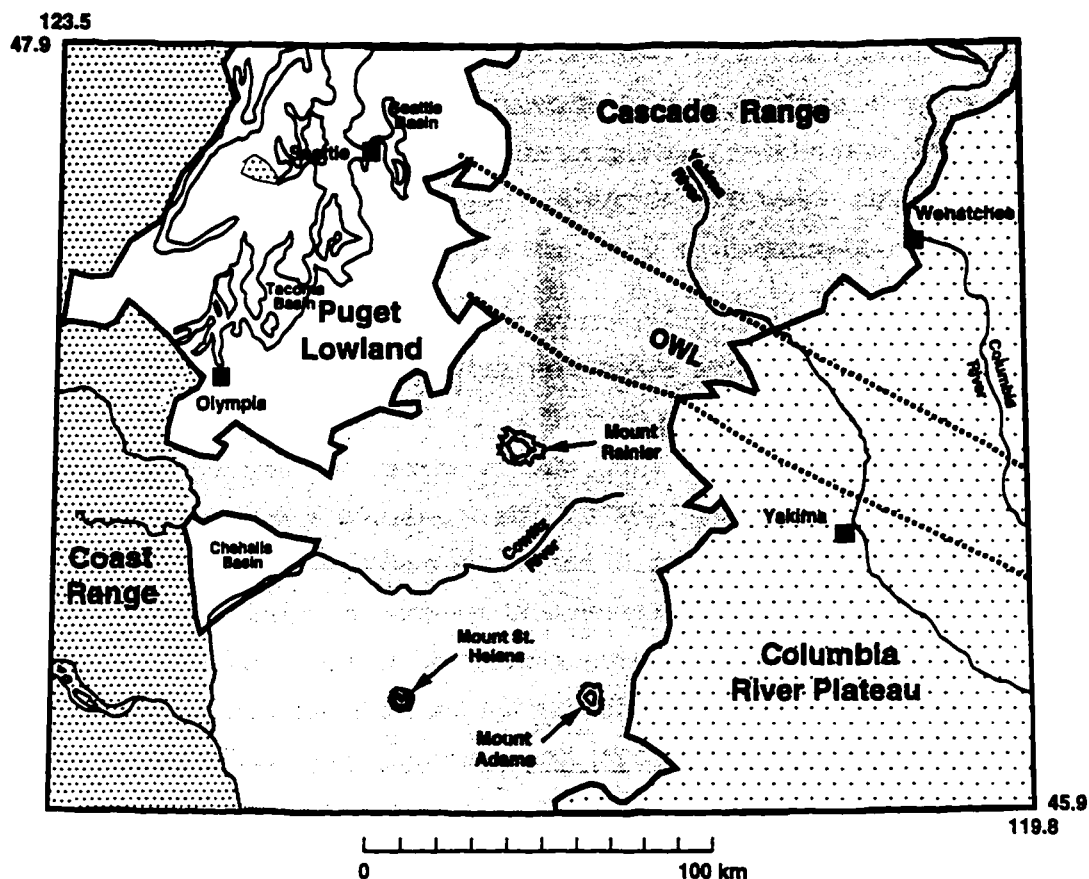 123.5
47.9
Seattle
Basin
Seattle
Cascade Range
Yakima
River
Wenatchee
Tacoma
Basin
Puget
Lowland
OWL
Columbia
River
Olympia
Mount
Rainier
Yakima
Cowlitz
River
Chehalis
Basin
Coast
Range
Mount St.
Helens
Columbia
River Plateau
Mount
Adams
45.9
119.8
0
100 km